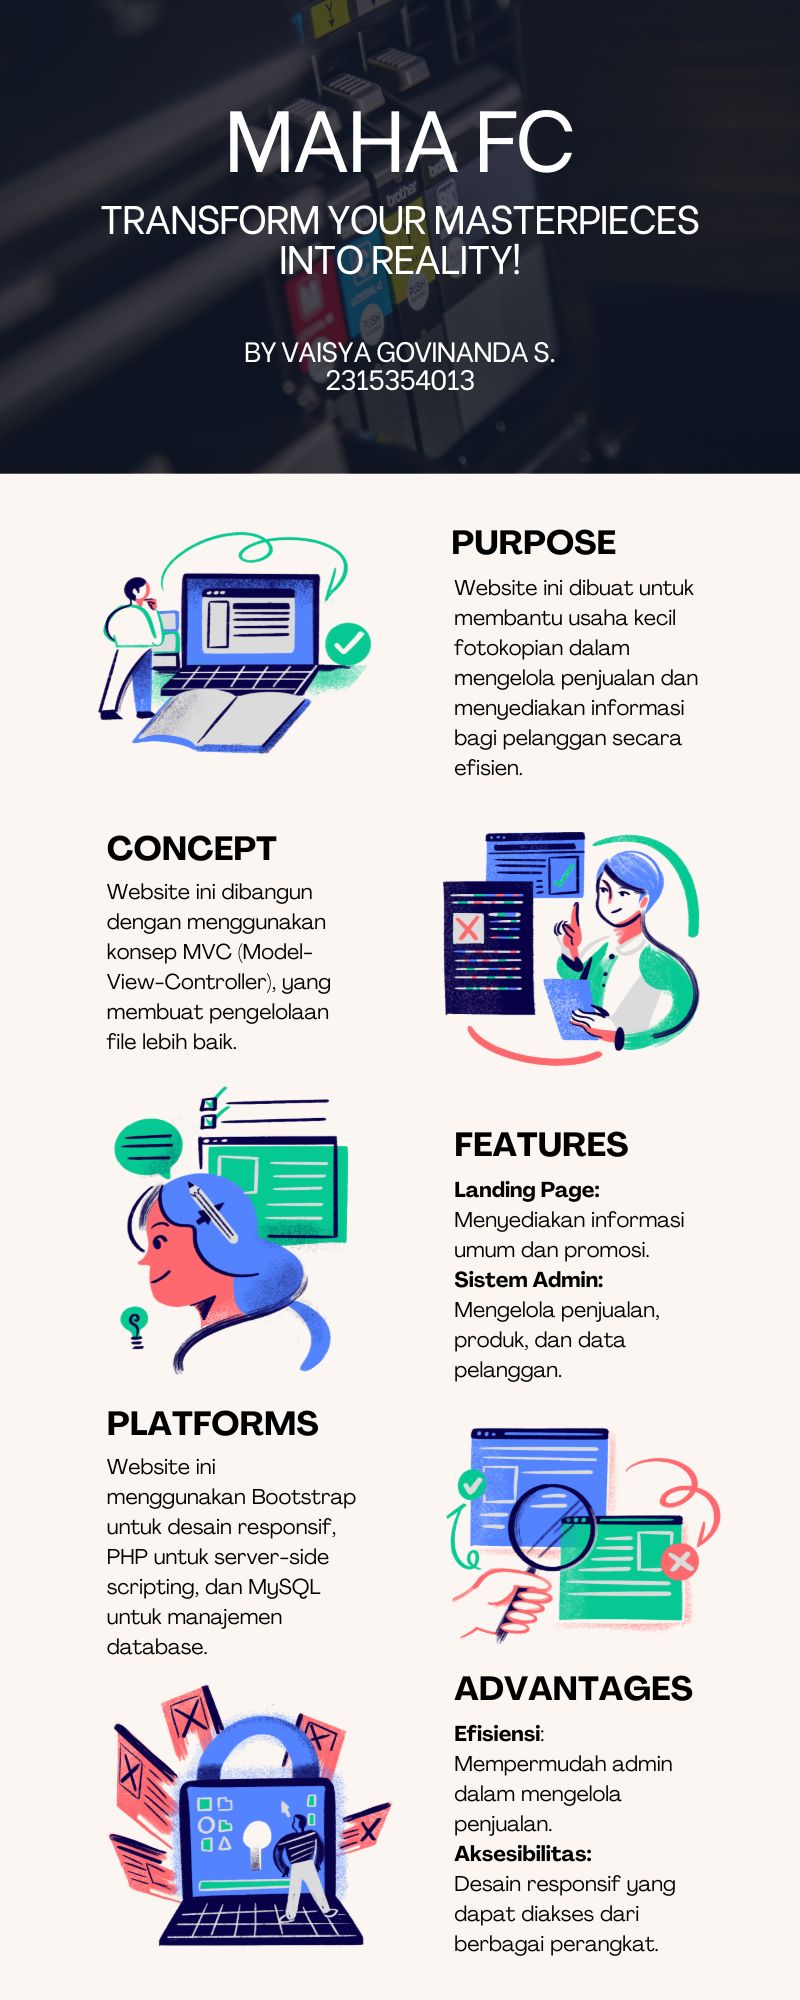 MAHA FC
TRANSFORM YOUR MASTERPIECES
INTO REALITY!
brother
PUSH
PUSH
BY VAISYA GOVINANDA S.
2315354013
PURPOSE
Website ini dibuat untuk
membantu usaha kecil
fotokopian dalam
mengelola penjualan dan
menyediakan informasi
bagi pelanggan secara
efisien.
CONCEPT
Website ini dibangun
dengan menggunakan
konsep MVC (Model-
View-Controller), yang
membuat pengelolaan
file lebih baik.
FEATURES
Landing Page:
Menyediakan informasi
umum dan promosi.
Sistem Admin:
Mengelola penjualan,
produk, dan data
pelanggan.
PLATFORMS
Website ini
menggunakan Bootstrap
untuk desain responsif,
PHP untuk server-side
scripting, dan MySQL
untuk manajemen
database.
ADVANTAGES
Efisiensi:
Mempermudah admin
dalam mengelola
penjualan.
Aksesibilitas:
Desain responsif yang
dapat diakses dari
berbagai perangkat.